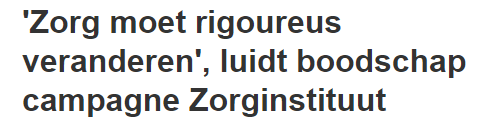 'Zorg moet rigoureus
veranderen', luidt boodschap
campagne Zorginstituut